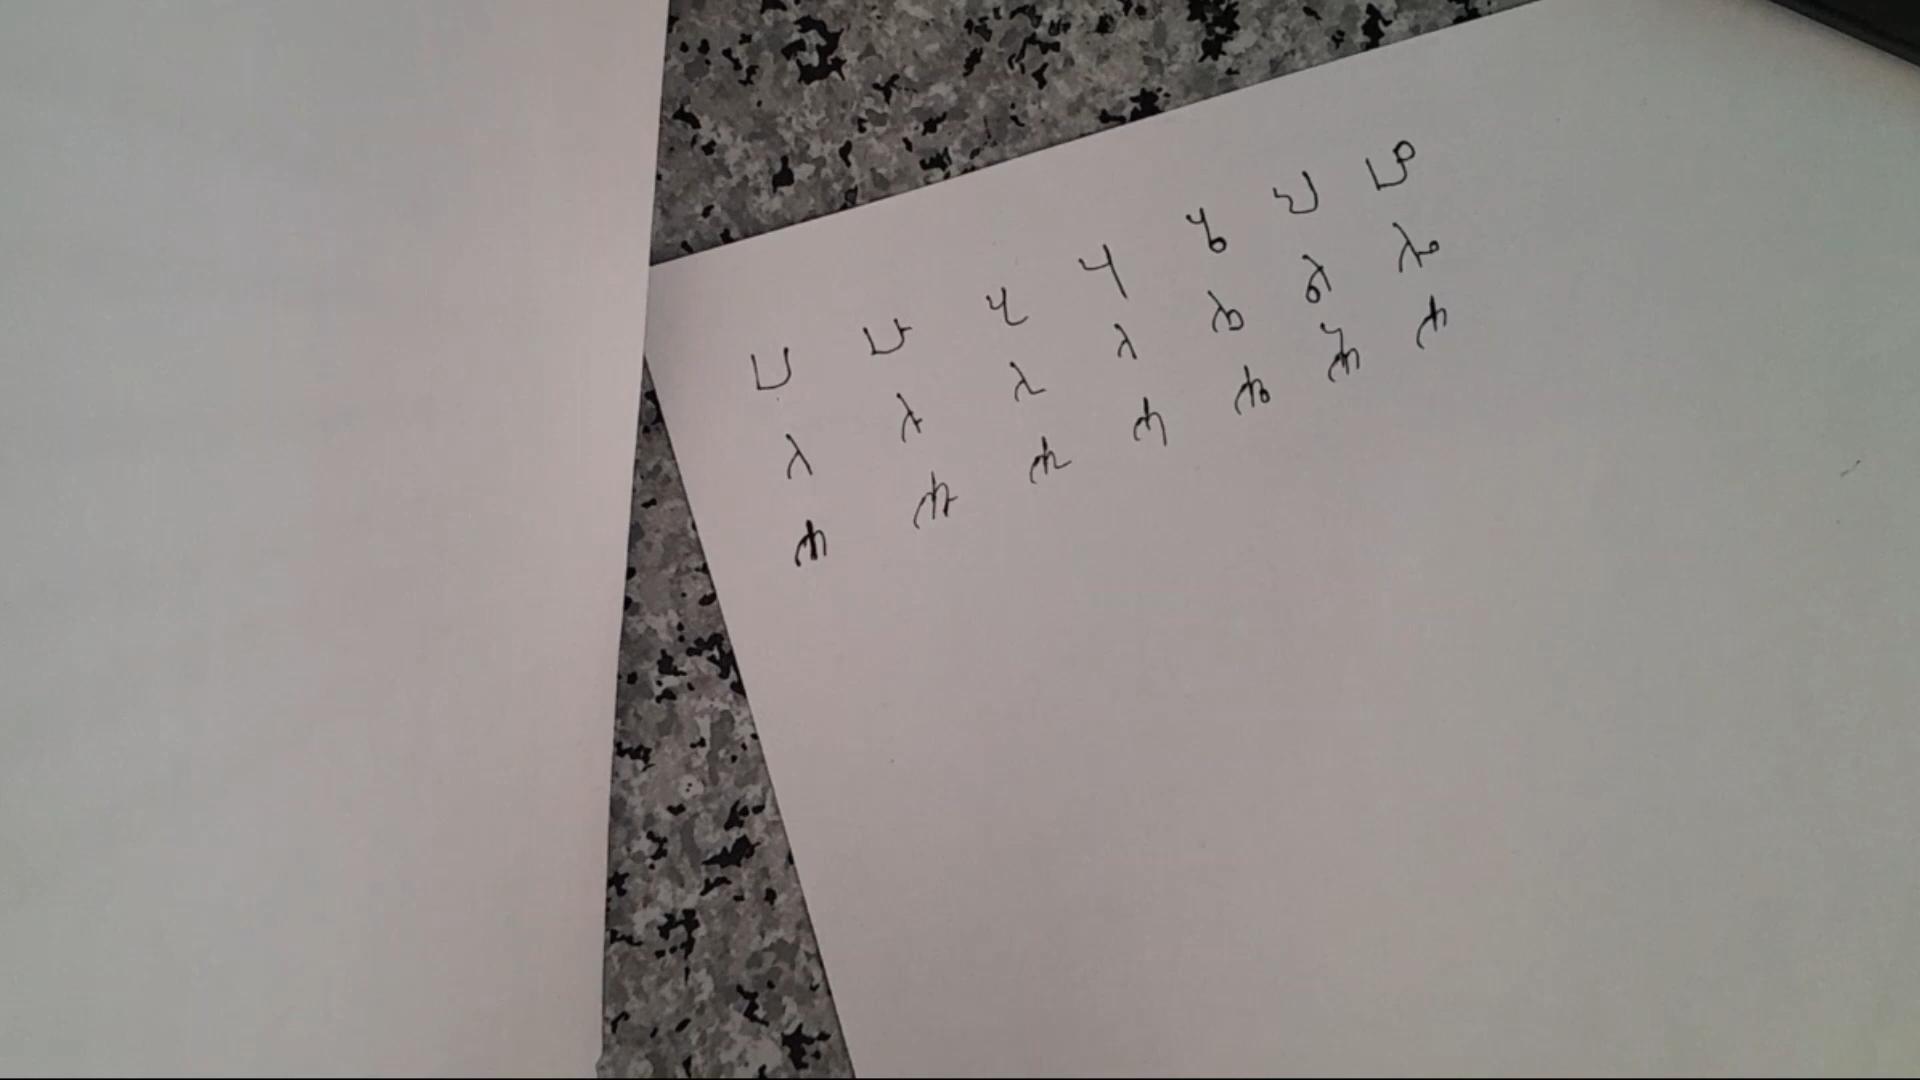 ሀ ሁ ሂ ሃ ሄ ህ ሆ
ለ ሉ ሊ ላ ሌ ል ሎ
ሐ ሑ ሒ ሓ ሔ ሕ ሖ